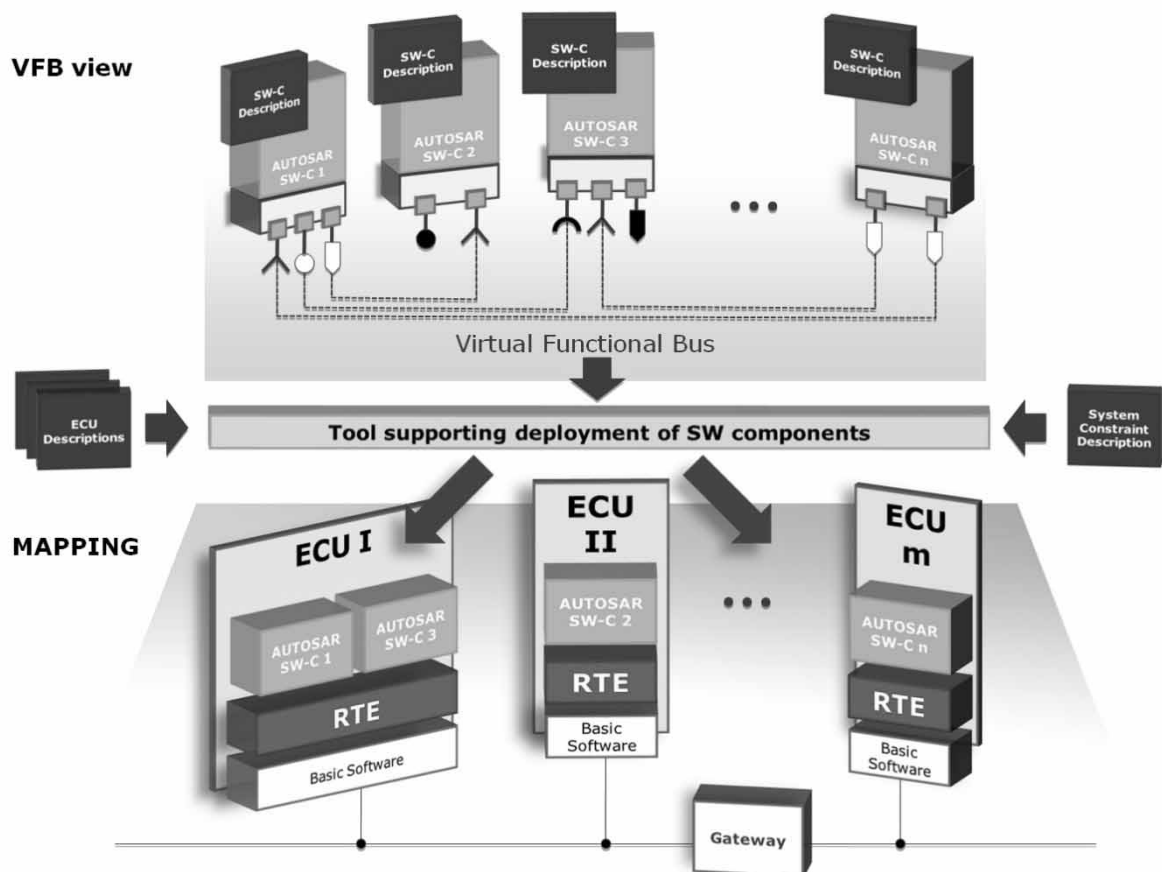 VFB view
SW-C
Description
AUTOSAR
SW-C 1
SW-C
Description
AUTOSAR
SW-C 2
SW-C
Description
AUTOSAR
SW-C 3
SW-C
Description
AUTOSAR
SW-C n
Virtual Functional Bus
ECU
Descriptions
Tool supporting deployment of SW components
System
Constraint
Description
MAPPING
ECU I
AUTOSAR
SW-C 1
AUTOSAR
SW-C 3
RTE
Basic Software
ECU
II
AUTOSAR
SW-C 2
RTE
Basic
Software
ECU
m
AUTOSAR
SW-C n
RTE
Basic
Software
Gateway